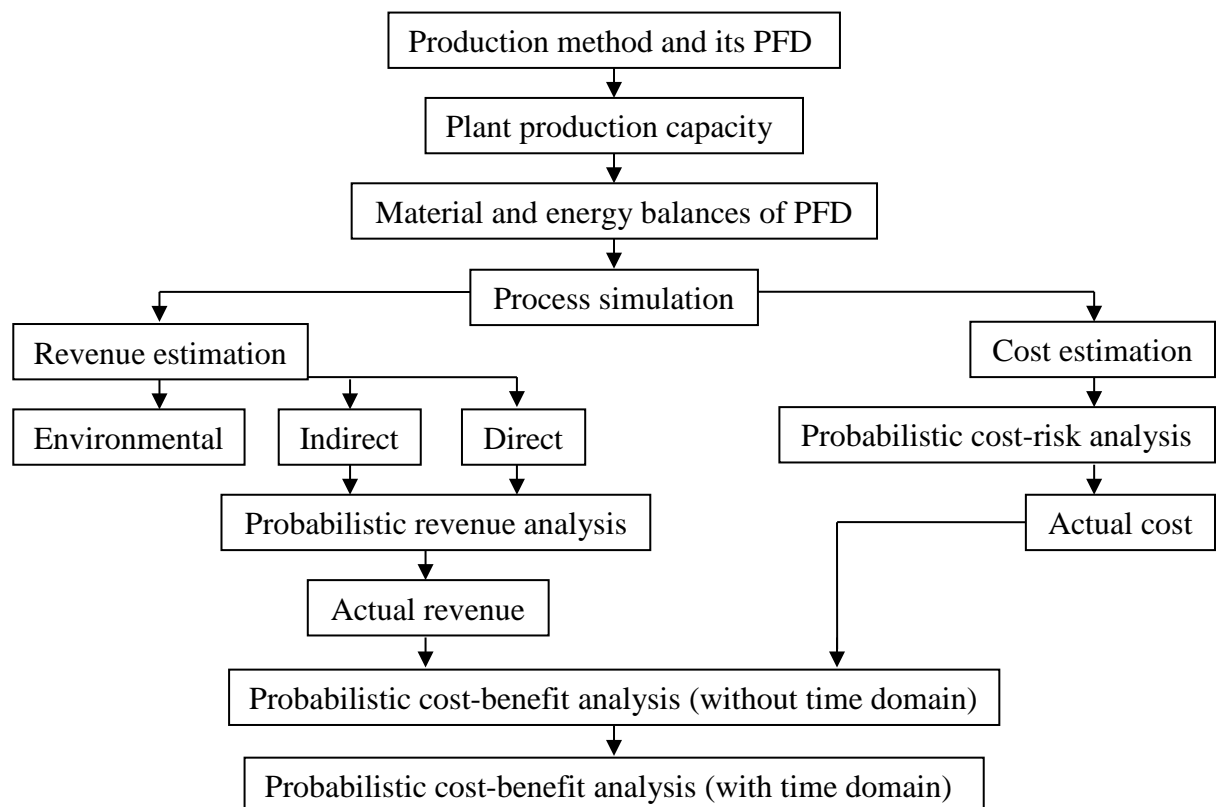 Production method and its PFD
Plant production capacity
Material and energy balances of PFD
Process simulation
Revenue estimation
Cost estimation
Environmental
Indirect
Direct
Probabilistic cost-risk analysis
Probabilistic revenue analysis
Actual cost
Actual revenue
Probabilistic cost-benefit analysis (without time domain)
Probabilistic cost-benefit analysis (with time domain)